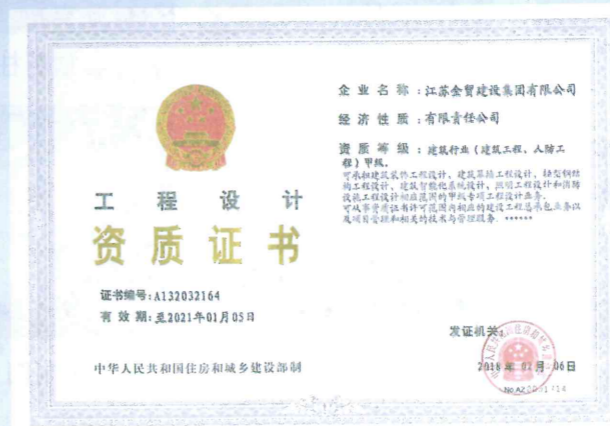 企业名称：江苏金贸建设集团有限公司
经济性质：有限责任公司
资质等级：建筑行业（建筑工程、人防工
程）甲级。
可承担建筑装饰工程设计、建筑幕墙工程设计、轻型钢结
构工程设计、建筑智能化系统设计、照明工程设计和消防
设施工程设计相应范围的甲级专项工程设计业务。
可从事资质证书许可范围内相应的建设工程总承包业务以
及项目管理和相关的技术与管理服务。******
工程设计
资质证书
证书编号：A132032164
有效期：至2021年01月05日
中华人民共和国住房和城乡建设部制
发证机关：
2018年 月06日
No.AZ